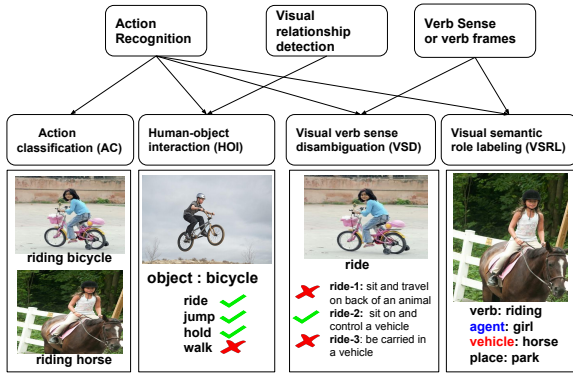 Action
Recognition
Visual
relationship
detection
Verb Sense
or verb frames
Action
classification (AC)
Human-object
interaction (HOI)
Visual verb sense
disambiguation (VSD)
Visual semantic
role labeling (VSRL)
riding bicycle
riding horse
object : bicycle
ride
jump
hold
walk
ride
ride-1: sit and travel
on back of an animal
ride-2: sit on and
control a vehicle
ride-3: be carried in
a vehicle
verb: riding
agent: girl
vehicle: horse
place: park